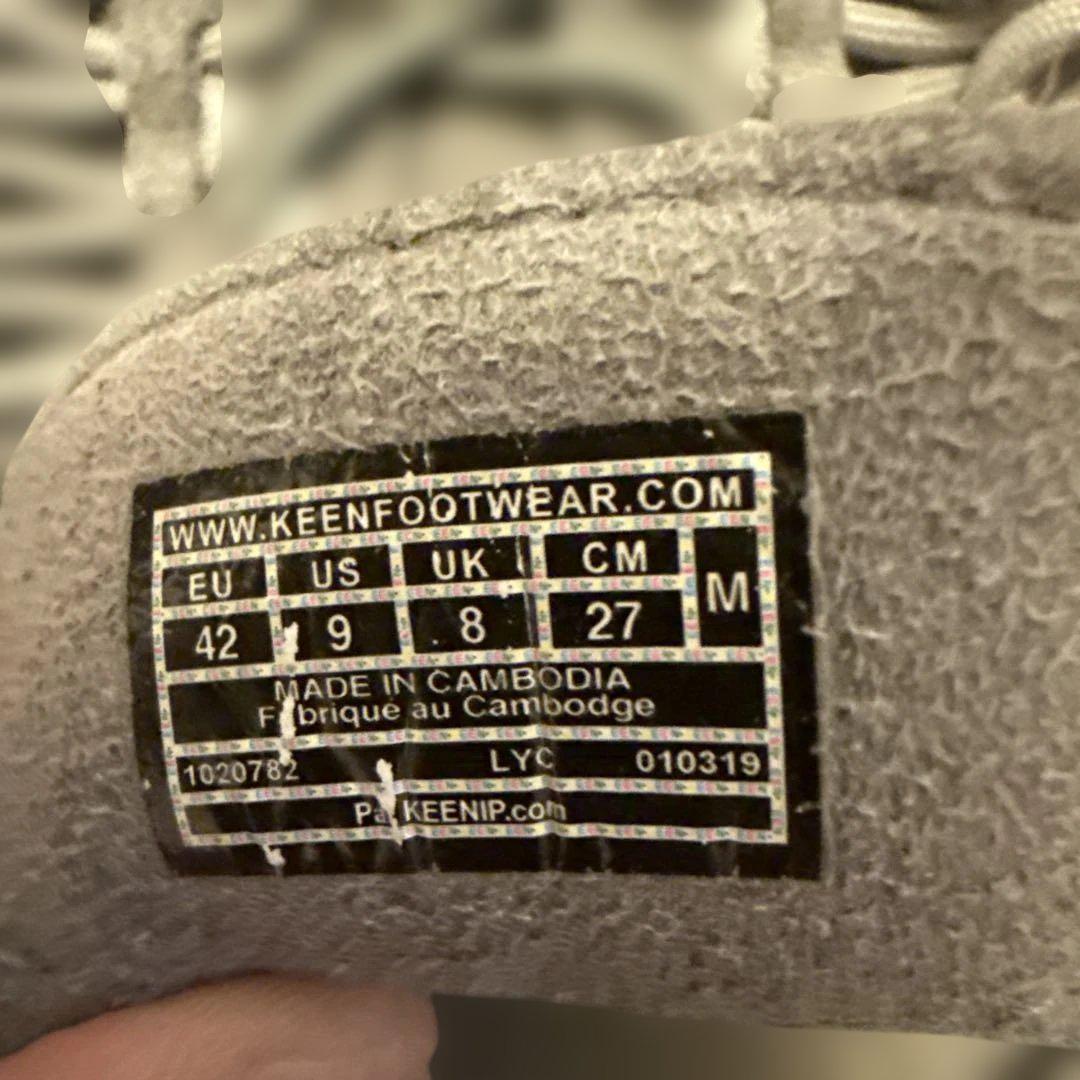 WWW.KEENFOOTWEAR.COM
EU US UK CM M
42 9 8 27
MADE IN CAMBODIA
Fabrique au Cambodge
1020782 LYC 010319
KEENIP.com